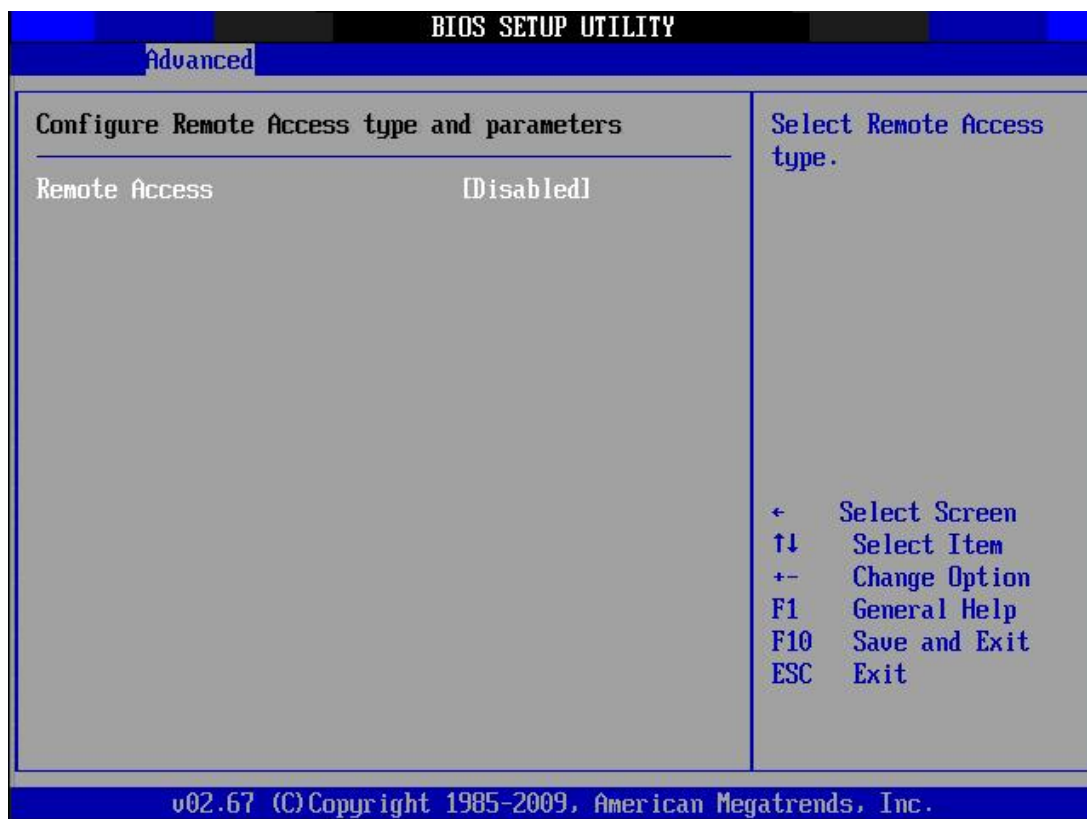 BIOS SETUP UTILITY
Advanced
Configure Remote Access type and parameters
Remote Access [Disabled]
Select Remote Access
type.
← Select Screen
↑↓ Select Item
+- Change Option
F1 General Help
F10 Save and Exit
ESC Exit
v02.67 (C)Copyright 1985-2009, American Megatrends, Inc.